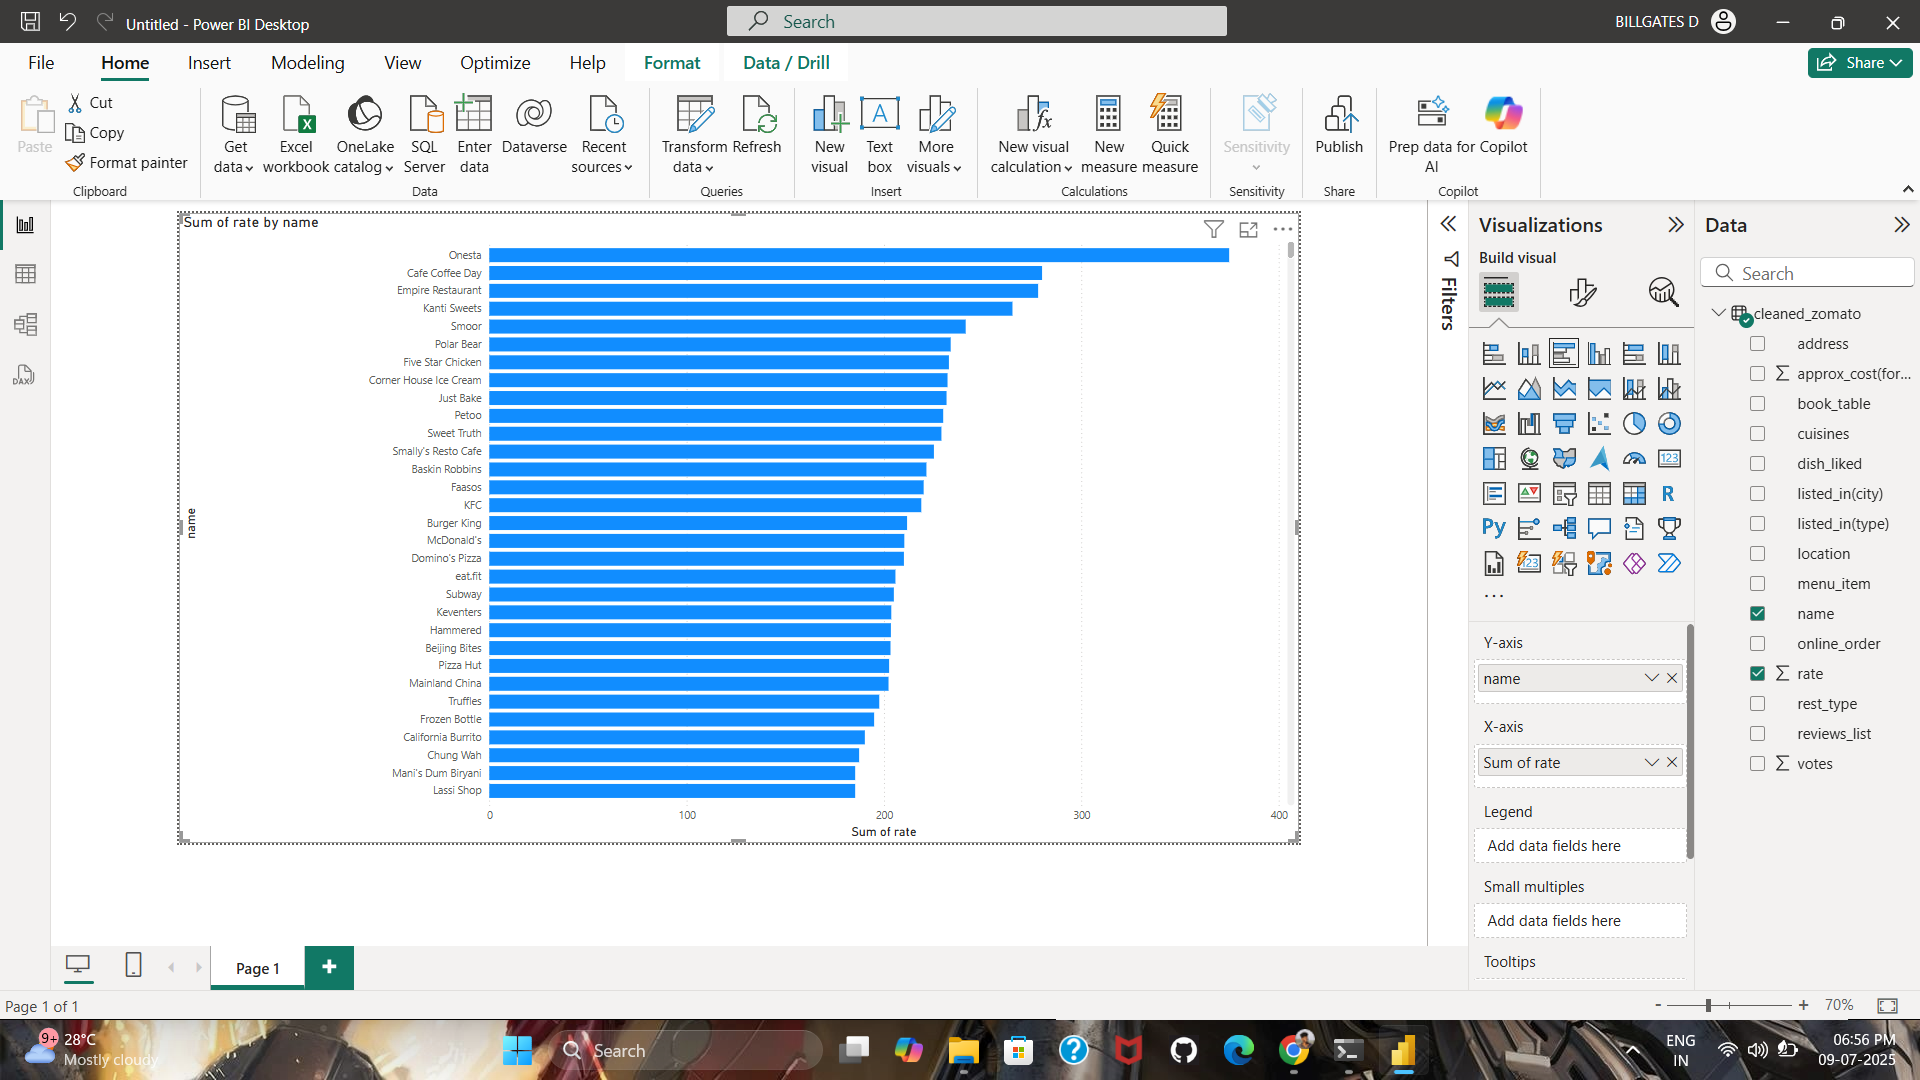 Untitled - Power BI Desktop
Search
BILLGATES D
File
Home
Insert
Modeling
View
Optimize
Help
Format
Data / Drill
Share
Paste
Cut
Copy
Format painter
Clipboard
Get data
Excel workbook
OneLake catalog
SQL Server
Enter data
Dataverse
Recent sources
Data
Transform data
Refresh
Queries
New visual
Text box
More visuals
Insert
New visual calculation
New measure
Quick measure
Calculations
Sensitivity
Sensitivity
Publish
Share
Prep data for AI
Copilot
Copilot
Sum of rate by name
name
Onesta
Cafe Coffee Day
Empire Restaurant
Kanti Sweets
Smoor
Polar Bear
Five Star Chicken
Corner House Ice Cream
Just Bake
Petoo
Sweet Truth
Smally's Resto Cafe
Baskin Robbins
Faasos
KFC
Burger King
McDonald's
Domino's Pizza
eat.fit
Subway
Keventers
Hammered
Beijing Bites
Pizza Hut
Mainland China
Truffles
Frozen Bottle
California Burrito
Chung Wah
Mani's Dum Biryani
Lassi Shop
0 100 200 300 400
Sum of rate
Filters
Visualizations
Build visual
123
R
Py
123
Y-axis
name
X-axis
Sum of rate
Legend
Add data fields here
Small multiples
Add data fields here
Tooltips
Data
Search
cleaned_zomato
address
approx_cost(for...
book_table
cuisines
dish_liked
listed_in(city)
listed_in(type)
location
menu_item
name
online_order
rate
rest_type
reviews_list
votes
DAX
Page 1
Page 1 of 1
- + 70%
9+
28°C
Mostly cloudy
Search
ENG
IN
06:56 PM
09-07-2025